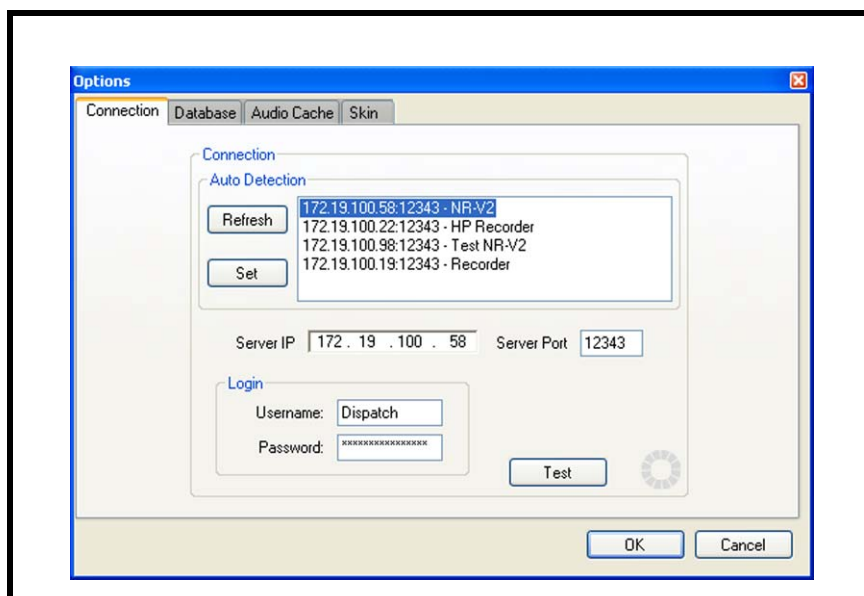 Options
Connection Database Audio Cache Skin
Connection
Auto Detection
Refresh
Set
172.19.100.58:12343 - NR-V2
172.19.100.22:12343 - HP Recorder
172.19.100.98:12343 - Test NR-V2
172.19.100.19:12343 - Recorder
Server IP 172 . 19 . 100 . 58 Server Port 12343
Login
Username: Dispatch
Password: ****************
Test
OK Cancel